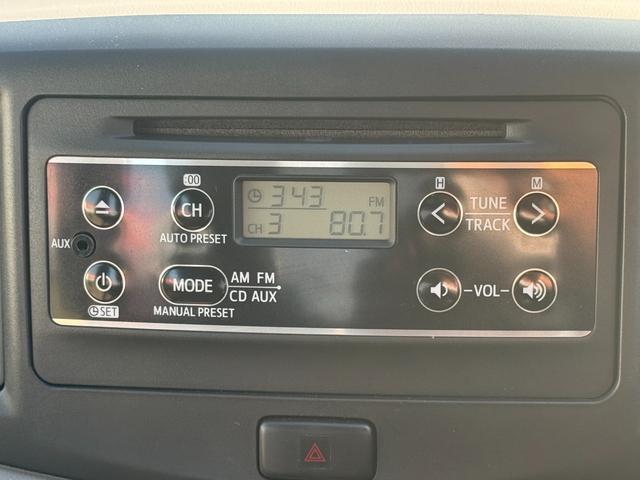 :00
H
M
3:43
FM
CH
TUNE
TRACK
CH 3 80.7
AUTO PRESET
AUX
MODE
AM FM
CD AUX
-VOL-
SET
MANUAL PRESET